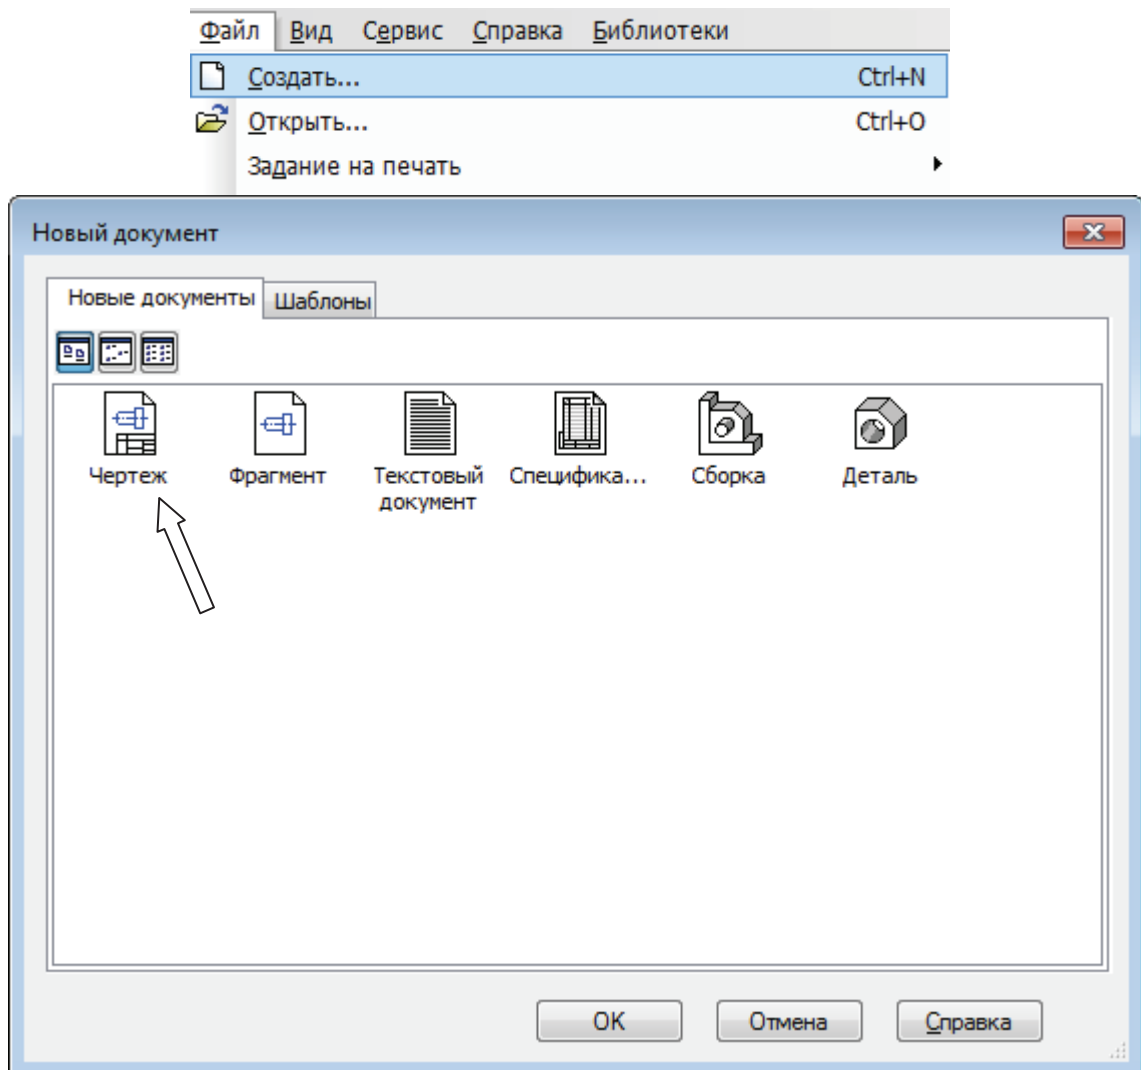 Файл Вид Сервис Справка Библиотеки
Создать... Ctrl+N
Открыть... Ctrl+O
Задание на печать
Новый документ
Новые документы Шаблоны
Чертеж Фрагмент Текстовый документ Специфика... Сборка Деталь
OK Отмена Справка